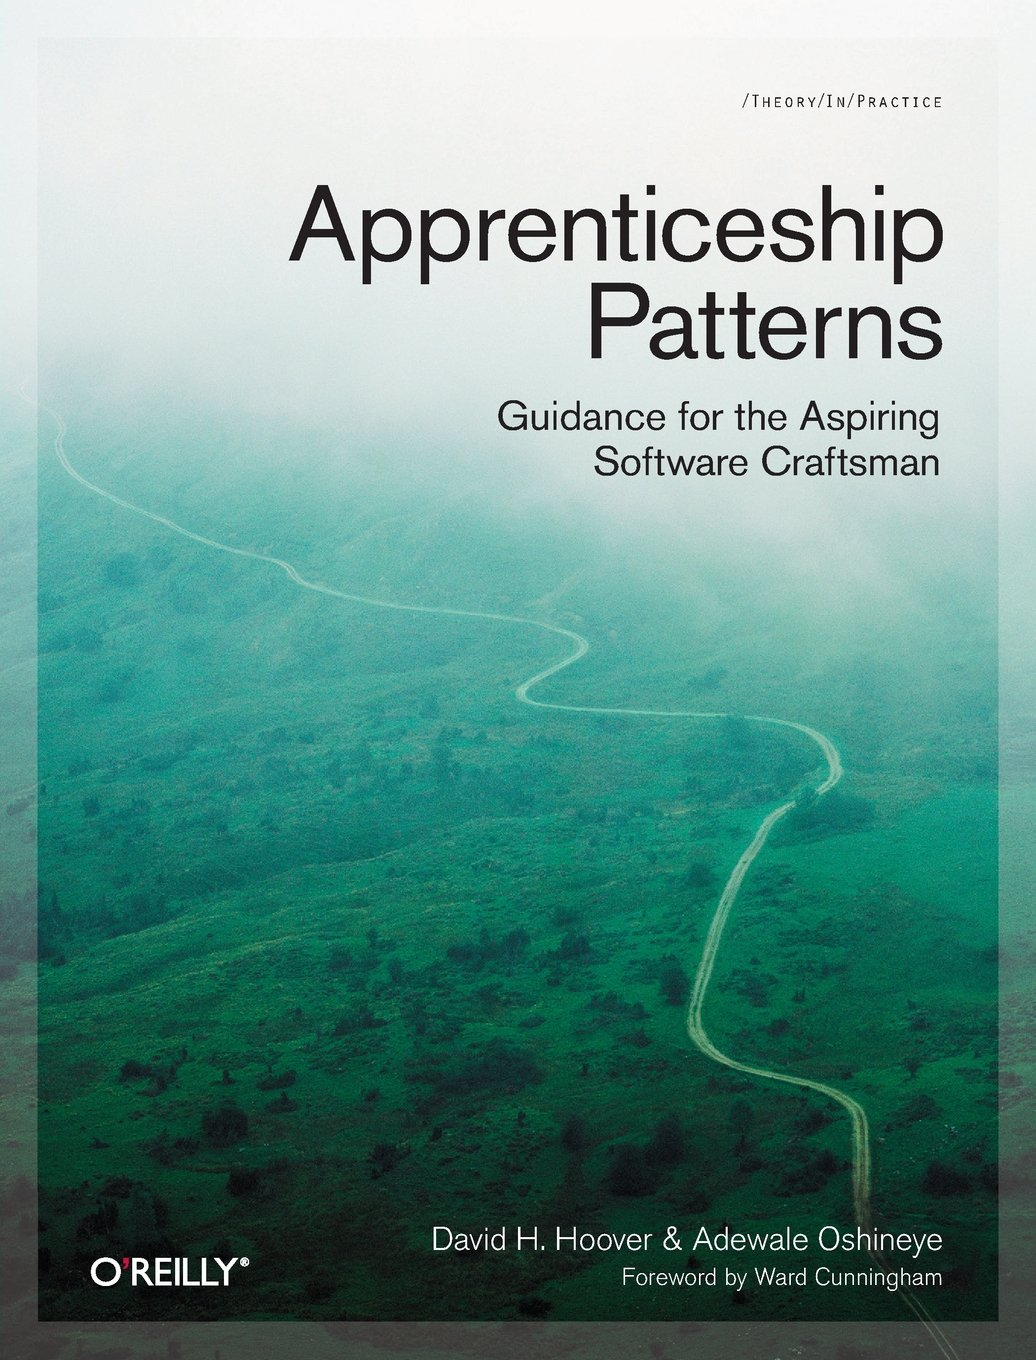 /Theory/In/Practice
Apprenticeship
Patterns
Guidance for the Aspiring
Software Craftsman
David H. Hoover & Adewale Oshineye
Foreword by Ward Cunningham
O'REILLY®